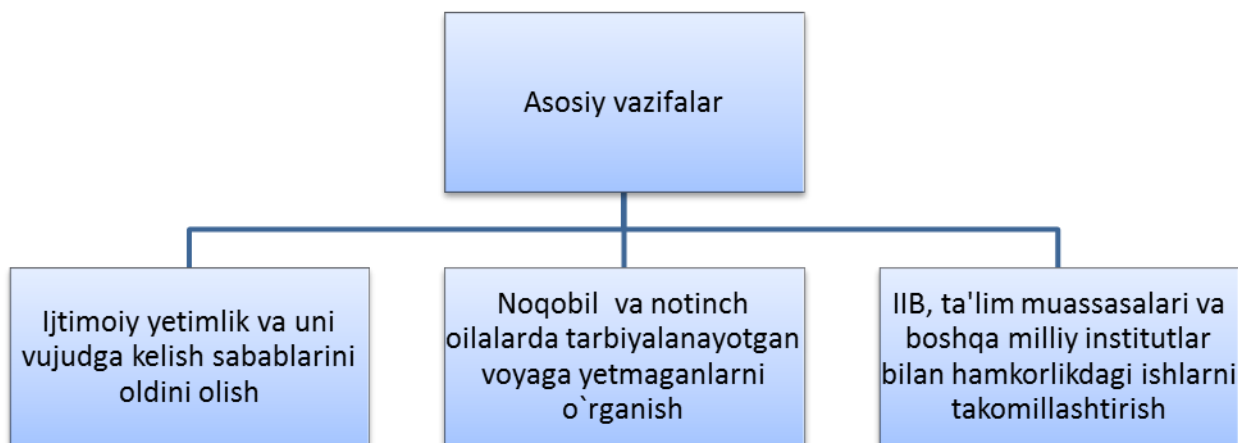 Asosiy vazifalar
Ijtimoiy yetimlik va uni
vujudga kelish sabablarini
oldini olish
Noqobil va notinch
oilalarda tarbiyalanayotgan
voyaga yetmaganlarni
o`rganish
IIB, ta'lim muassasalari va
boshqa milliy institutlar
bilan hamkorlikdagi ishlarni
takomillashtirish